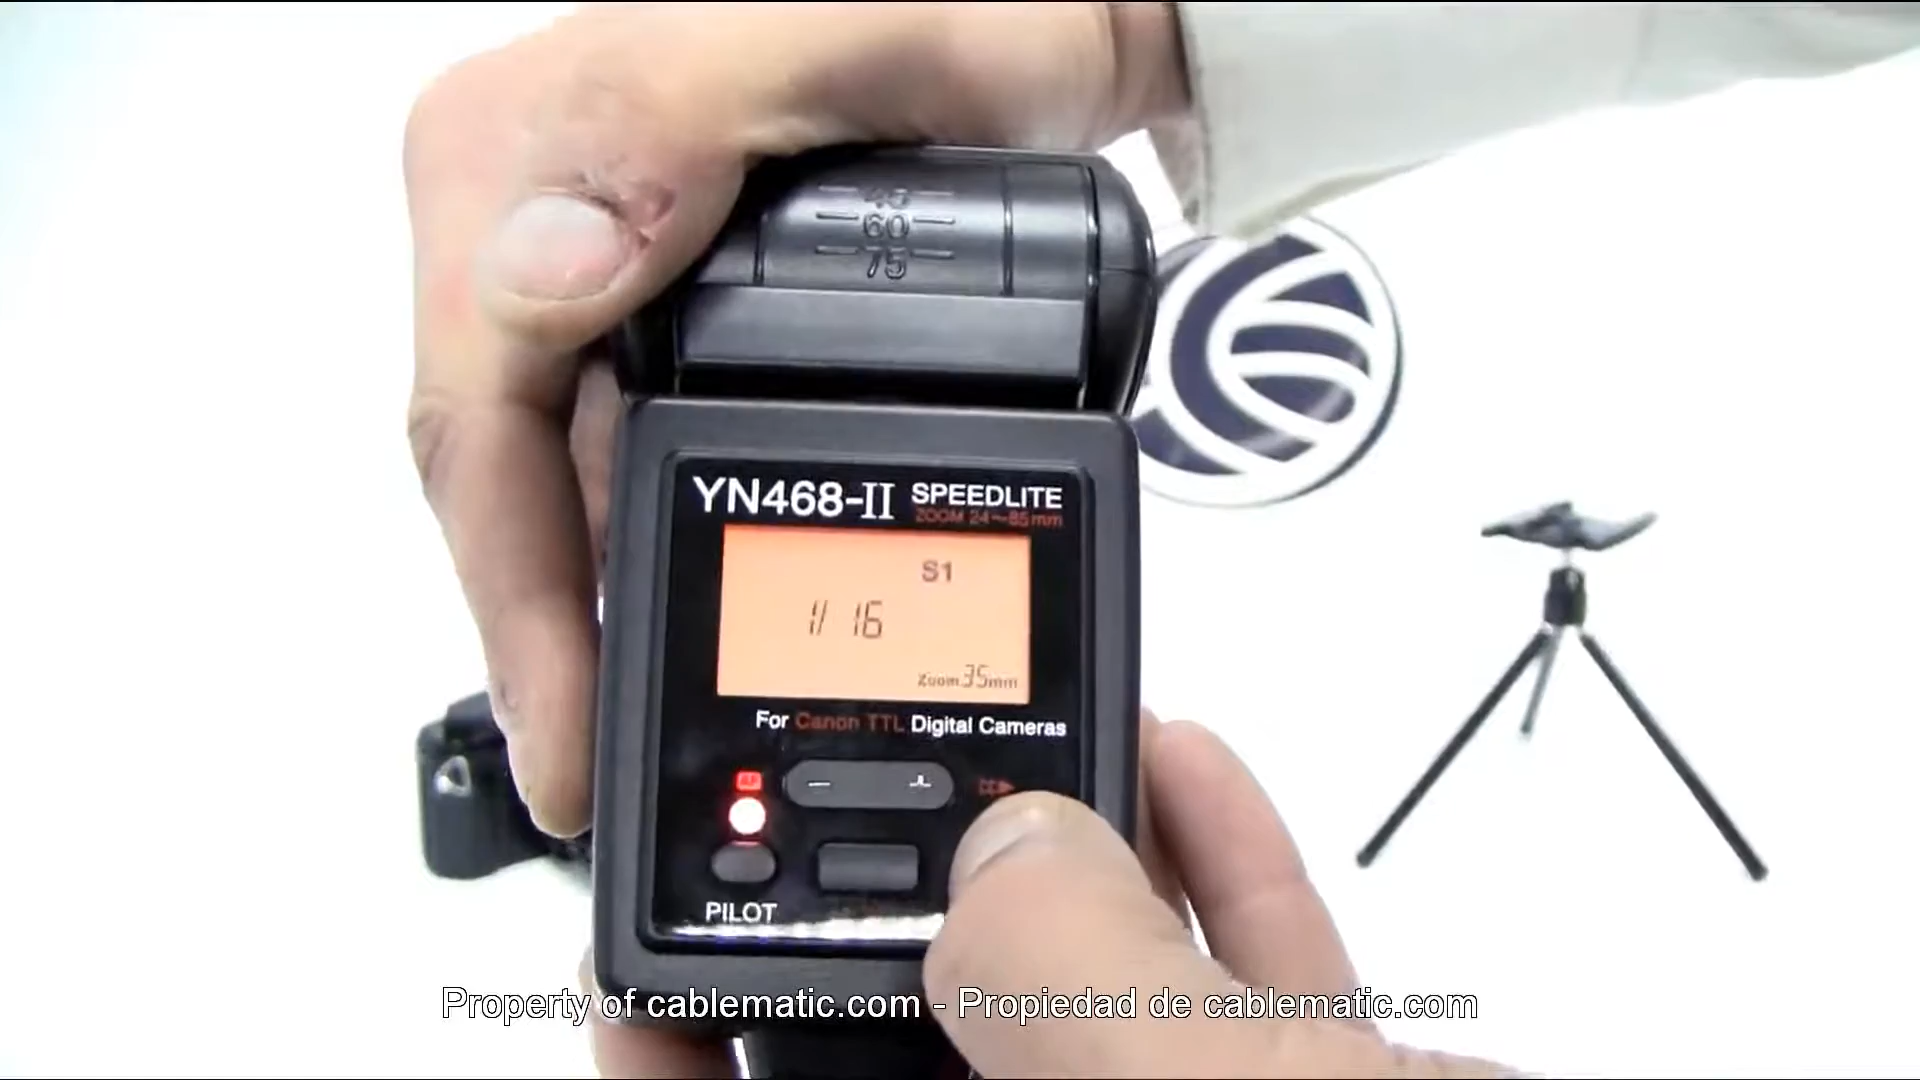 45
60
75
YN468-II SPEEDLITE
ZOOM 24~85mm
S1
1/ 16
Zoom 35mm
For Canon TTL Digital Cameras
PILOT
Property of cablematic.com - Propiedad de cablematic.com